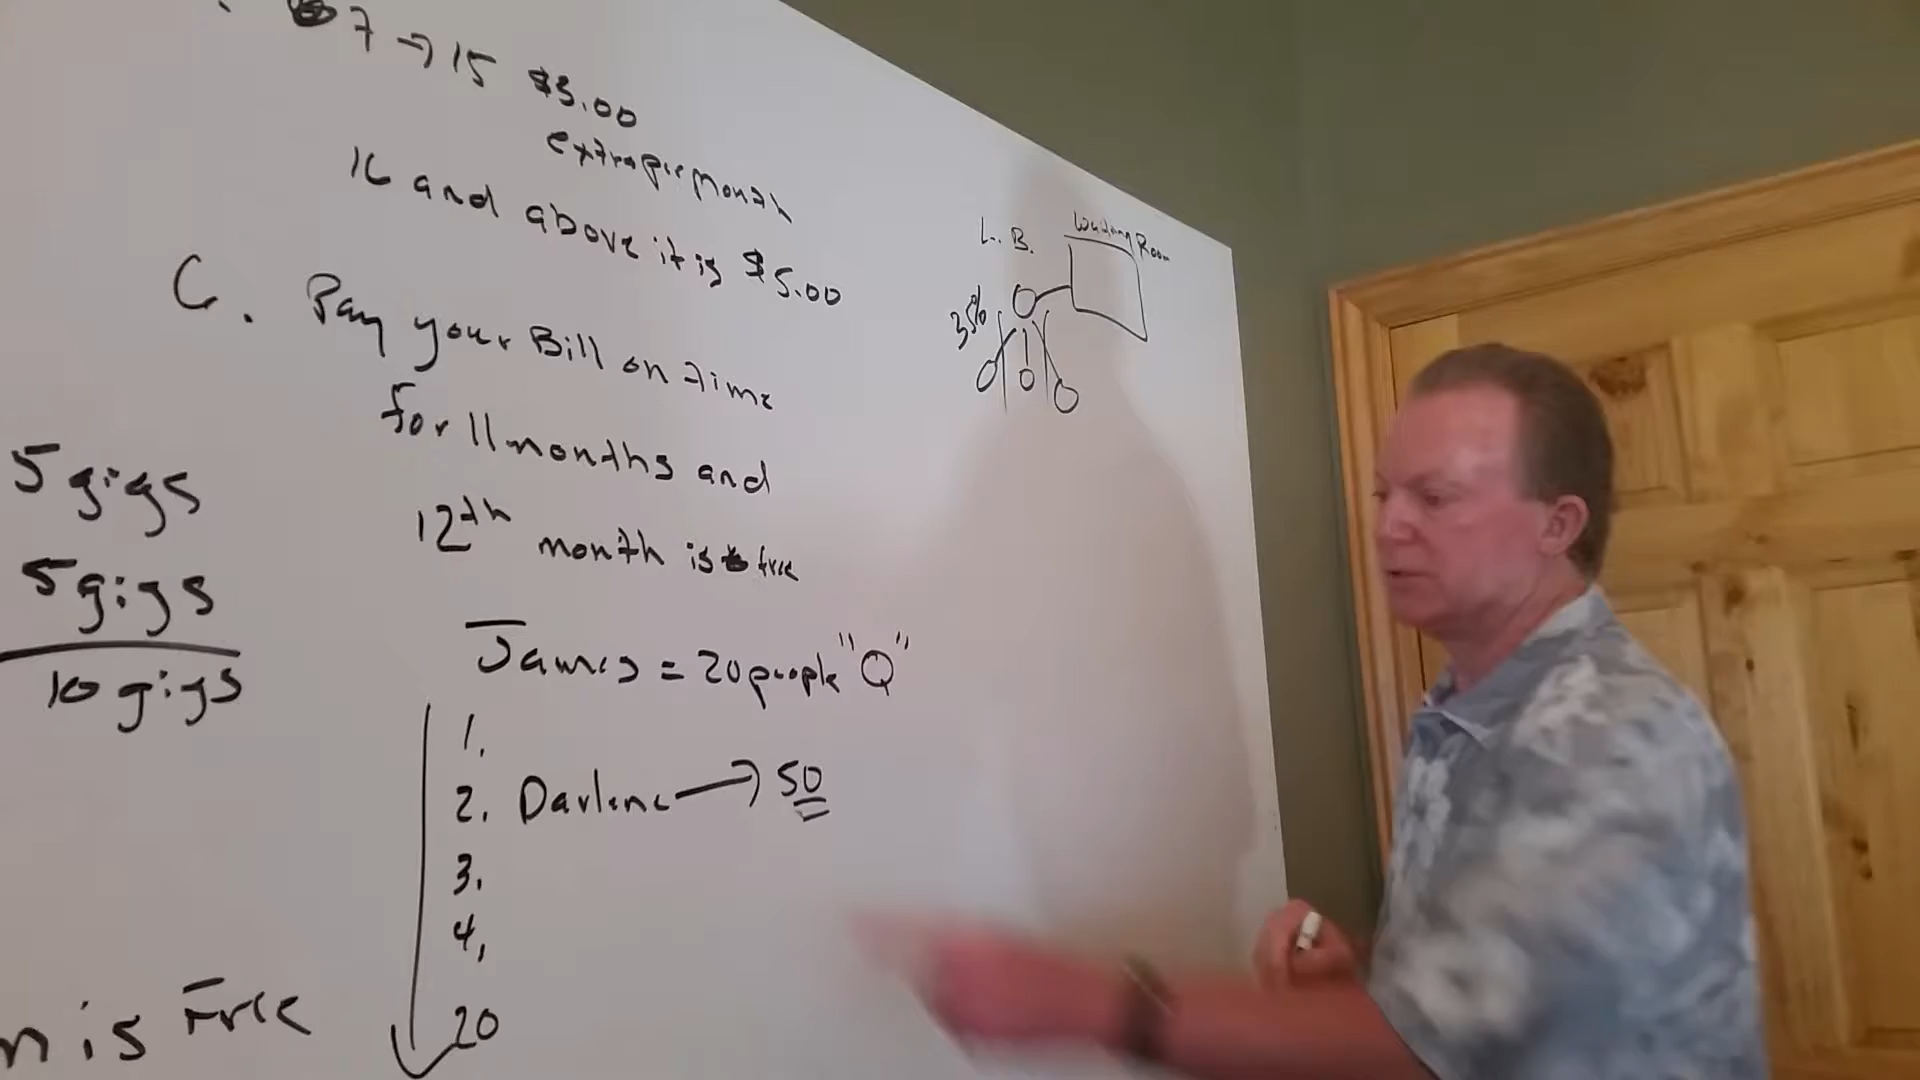 7 → 15 $3.00
extra per month
16 and above it is $5.00
C. Pay your Bill on time
for 11 months and
12th month is free
James = 20 people "Q"
1.
2. Darlene → 50
3.
4,
20
5 gigs
5 gigs
10 gigs
n is Free
L. B.
Waiting Room
35%